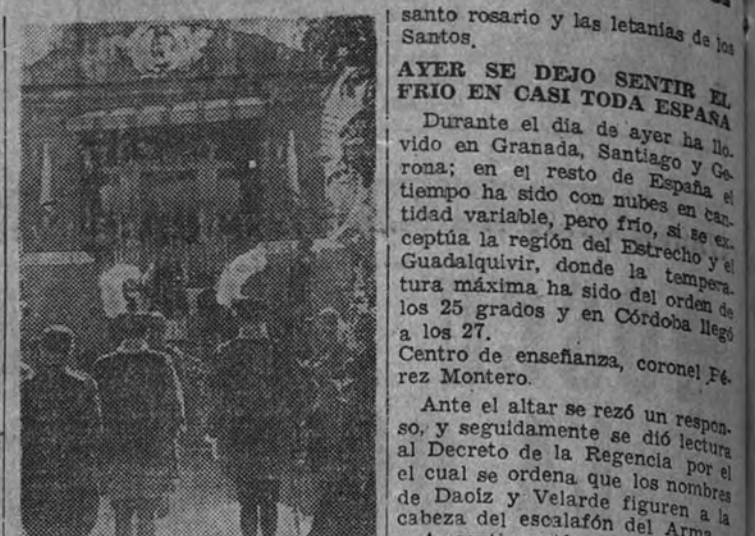 santo rosario y las letanías de los
Santos.
AYER SE DEJO SENTIR EL
FRIO EN CASI TODA ESPAÑA
Durante el día de ayer ha llo-
vido en Granada, Santiago y Ge-
rona; en el resto de España el
tiempo ha sido con nubes en can-
tidad variable, pero frío, si se ex-
ceptúa la región del Estrecho y el
Guadalquivir, donde la tempera-
tura máxima ha sido del orden de
los 25 grados y en Córdoba llegó
a los 27.
Centro de enseñanza, coronel Pé-
rez Montero.
Ante el altar se rezó un respon-
so, y seguidamente se dió lectura
al Decreto de la Regencia por el
el cual se ordena que los nombres
de Daoíz y Velarde figuren a la
cabeza del escalafón del Arma